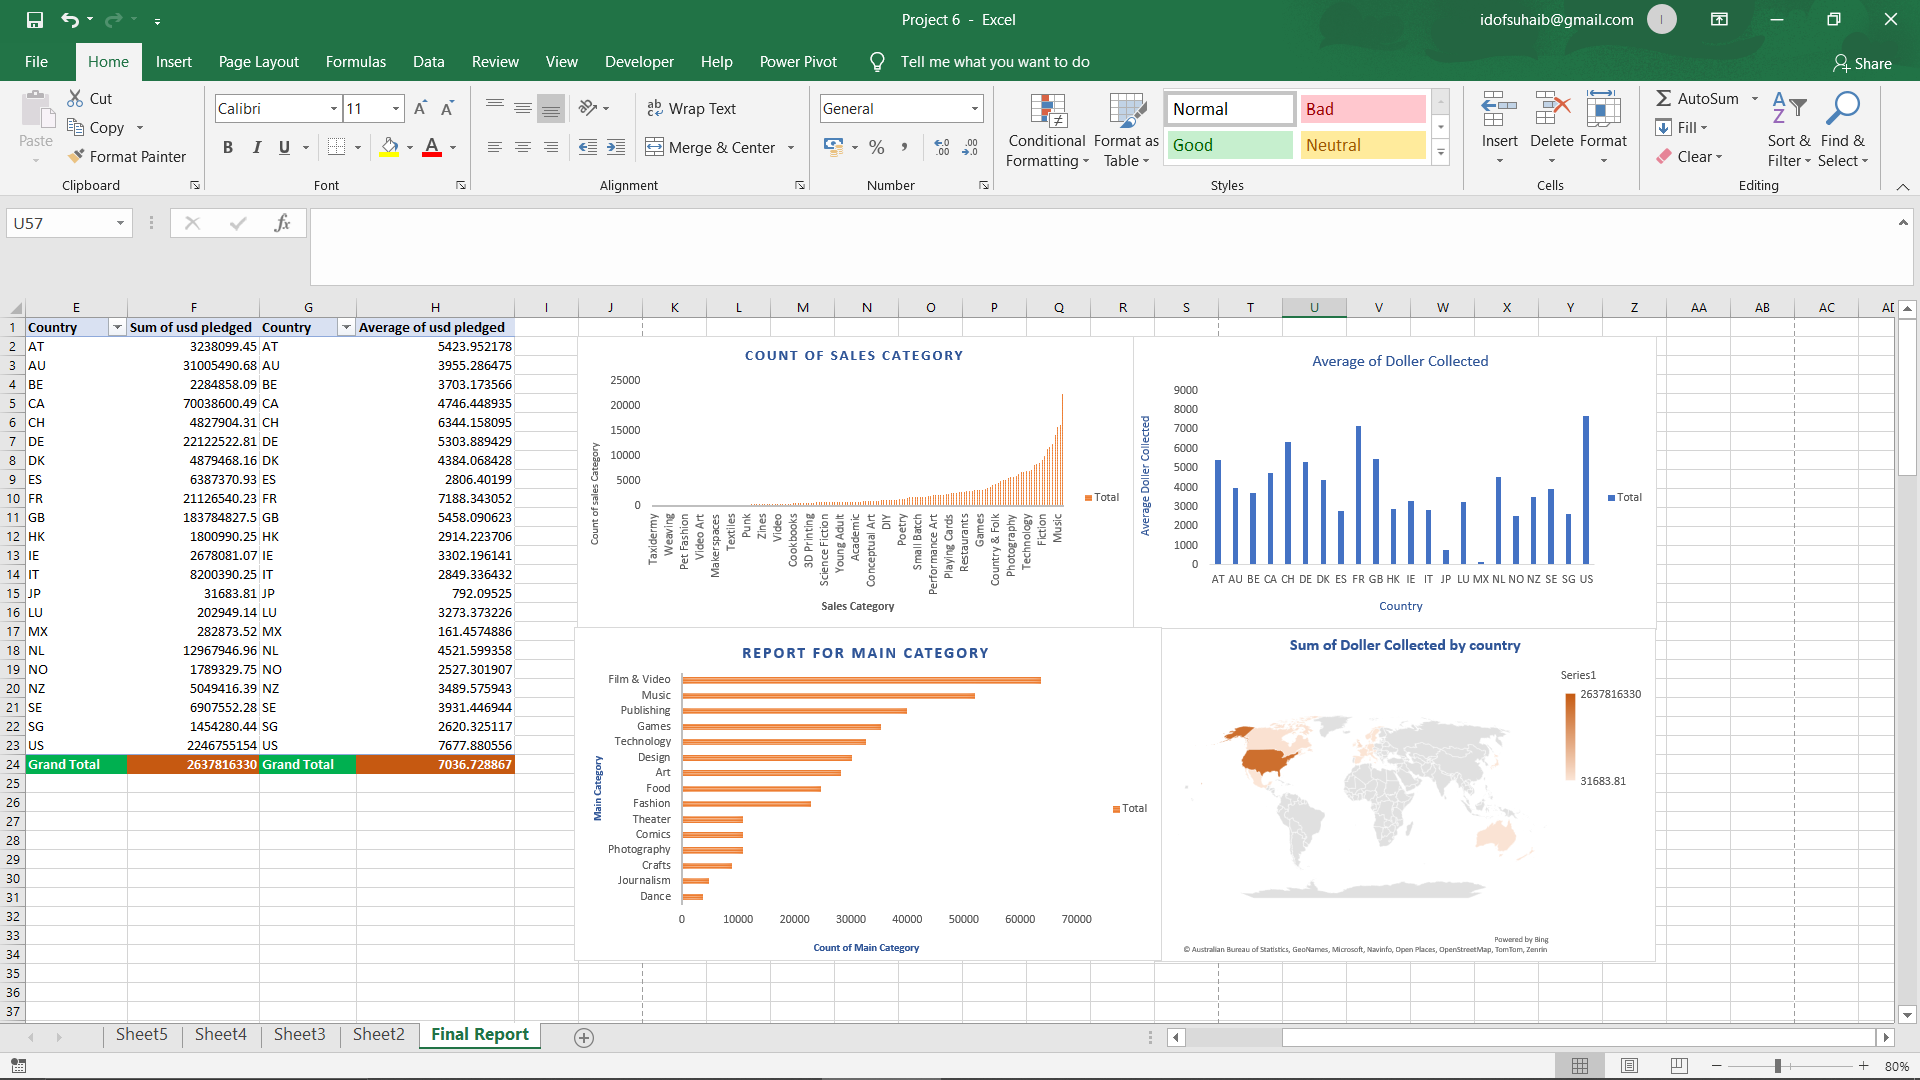 Project 6 - Excel
idofsuhaib@gmail.com
I
File Home Insert Page Layout Formulas Data Review View Developer Help Power Pivot Tell me what you want to do
Share
Paste
Cut
Copy
Format Painter
Clipboard
Calibri 11
B I U
Font
Wrap Text
Merge & Center
Alignment
General
Number
Conditional Formatting
Format as Table
Normal Bad
Good Neutral
Styles
Insert Delete Format
Cells
AutoSum
Fill
Clear
Sort & Filter
Find & Select
Editing
U57
fx
E F G H I J K L M N O P Q R S T U V W X Y Z AA AB AC
1 Country Sum of usd pledged Country Average of usd pledged
2 AT 3238099.45 AT 5423.952178
3 AU 31005490.68 AU 3955.286475
4 BE 2284858.09 BE 3703.173566
5 CA 70038600.49 CA 4746.448935
6 CH 4827904.31 CH 6344.158095
7 DE 22122522.81 DE 5303.889429
8 DK 4879468.16 DK 4384.068428
9 ES 6387370.93 ES 2806.40199
10 FR 21126540.23 FR 7188.343052
11 GB 183784827.5 GB 5458.090623
12 HK 1800990.25 HK 2914.223706
13 IE 2678081.07 IE 3302.196141
14 IT 8200390.25 IT 2849.336432
15 JP 31683.81 JP 792.09525
16 LU 202949.14 LU 3273.373226
17 MX 282873.52 MX 161.4574886
18 NL 12967946.96 NL 4521.599358
19 NO 1789329.75 NO 2527.301907
20 NZ 5049416.39 NZ 3489.575943
21 SE 6907552.28 SE 3931.446944
22 SG 1454280.44 SG 2620.325117
23 US 2246755154 US 7677.880556
24 Grand Total 2637816330 Grand Total 7036.728867
25
26
27
28
29
30
31
32
33
34
35
36
37
COUNT OF SALES CATEGORY
Count of sales Category
25000
20000
15000
10000
5000
0
Taxidermy
Weaving
Pet Fashion
Video Art
Makerspaces
Textiles
Punk
Zines
Video
Cookbooks
3D Printing
Science Fiction
Young Adult
Academic
Conceptual Art
DIY
Poetry
Small Batch
Performance Art
Playing Cards
Restaurants
Games
Country & Folk
Photography
Technology
Fiction
Music
Total
Sales Category
Average of Doller Collected
Average Doller Collected
9000
8000
7000
6000
5000
4000
3000
2000
1000
0
AT AU BE CA CH DE DK ES FR GB HK IE IT JP LU MX NL NO NZ SE SG US
Total
Country
REPORT FOR MAIN CATEGORY
Main Category
Film & Video
Music
Publishing
Games
Technology
Design
Art
Food
Fashion
Theater
Comics
Photography
Crafts
Journalism
Dance
0 10000 20000 30000 40000 50000 60000 70000
Total
Count of Main Category
Sum of Doller Collected by country
Series1
2637816330
31683.81
Powered by Bing
© Australian Bureau of Statistics, GeoNames, Microsoft, Navinfo, Open Places, OpenStreetMap, TomTom, Zenrin
Sheet5 Sheet4 Sheet3 Sheet2 Final Report
80%